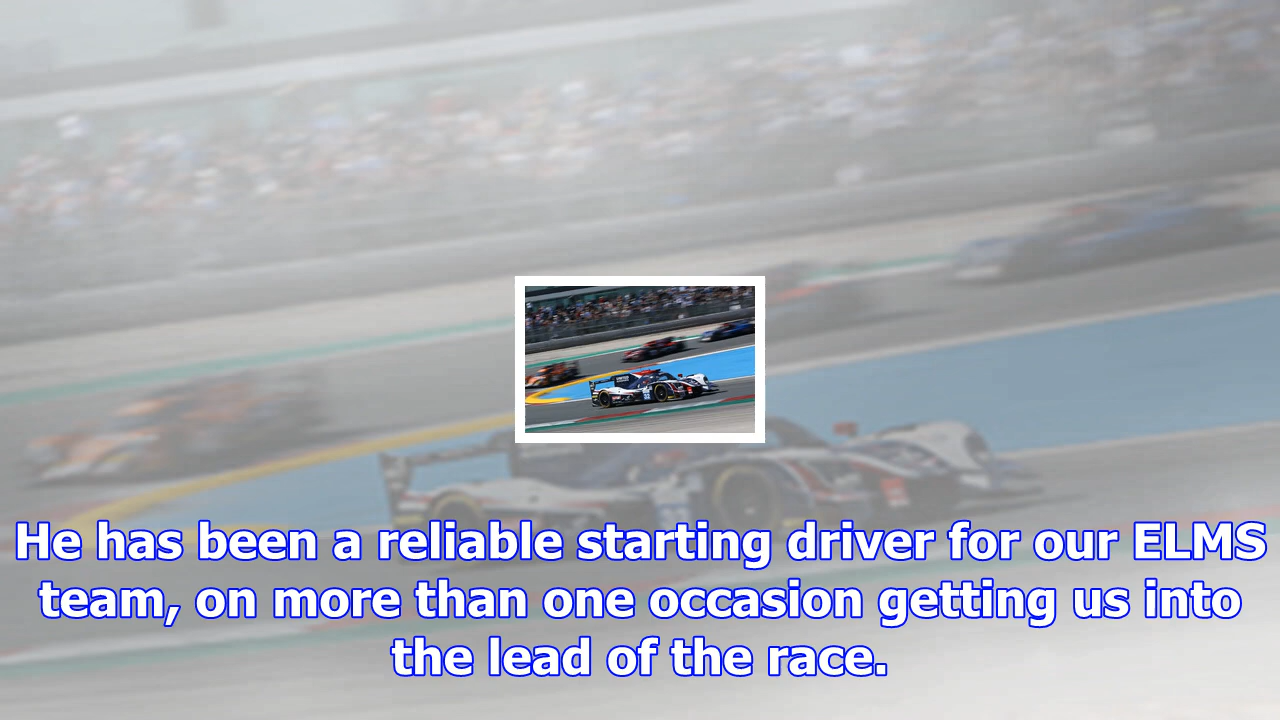 He has been a reliable starting driver for our ELMS
team, on more than one occasion getting us into
the lead of the race.